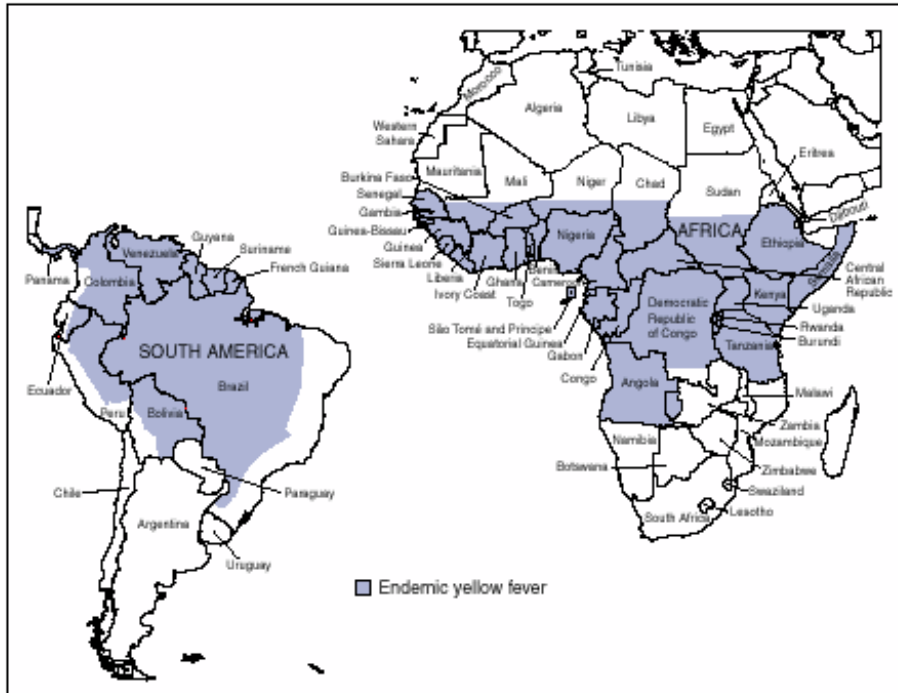 Tunisia
Morocco
Algeria
Libya
Egypt
Western
Sahara
Mauritania
Mali
Niger
Chad
Sudan
Eritrea
Djibouti
Burkina Faso
Senegal
Gambia
Guinea-Bissau
Guinea
Sierra Leone
Liberia
Ivory Coast
Ghana
Togo
Benin
Nigeria
Cameroon
AFRICA
Ethiopia
Somalia
Central
African
Republic
São Tomé and Principe
Equatorial Guinea
Gabon
Congo
Democratic
Republic
of Congo
Kenya
Uganda
Rwanda
Burundi
Tanzania
Angola
Malawi
Zambia
Mozambique
Zimbabwe
Namibia
Botswana
Swaziland
Lesotho
South Africa
Guyana
Suriname
French Guiana
Venezuela
Panama
Colombia
SOUTH AMERICA
Ecuador
Brazil
Peru
Bolivia
Chile
Paraguay
Argentina
Uruguay
Endemic yellow fever